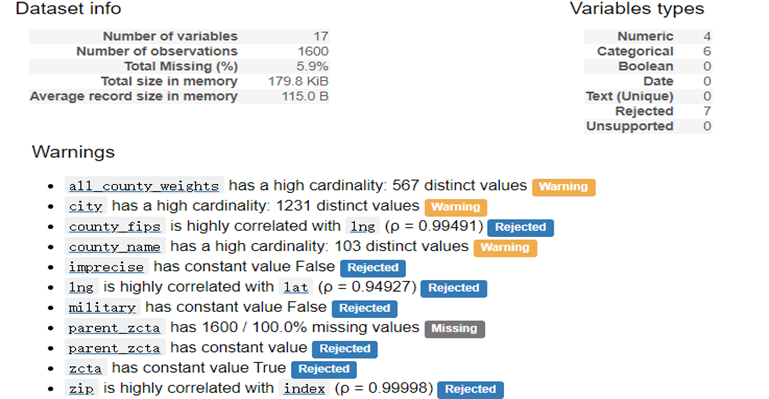 Dataset info
Number of variables 17
Number of observations 1600
Total Missing (%) 5.9%
Total size in memory 179.8 KiB
Average record size in memory 115.0 B
Variables types
Numeric 4
Categorical 6
Boolean 0
Date 0
Text (Unique) 0
Rejected 7
Unsupported 0
Warnings
all_county_weights has a high cardinality: 567 distinct values Warning
city has a high cardinality: 1231 distinct values Warning
county_fips is highly correlated with lng (ρ = 0.99491) Rejected
county_name has a high cardinality: 103 distinct values Warning
imprecise has constant value False Rejected
lng is highly correlated with lat (ρ = 0.94927) Rejected
military has constant value False Rejected
parent_zcta has 1600 / 100.0% missing values Missing
parent_zcta has constant value Rejected
zcta has constant value True Rejected
zip is highly correlated with index (ρ = 0.99998) Rejected